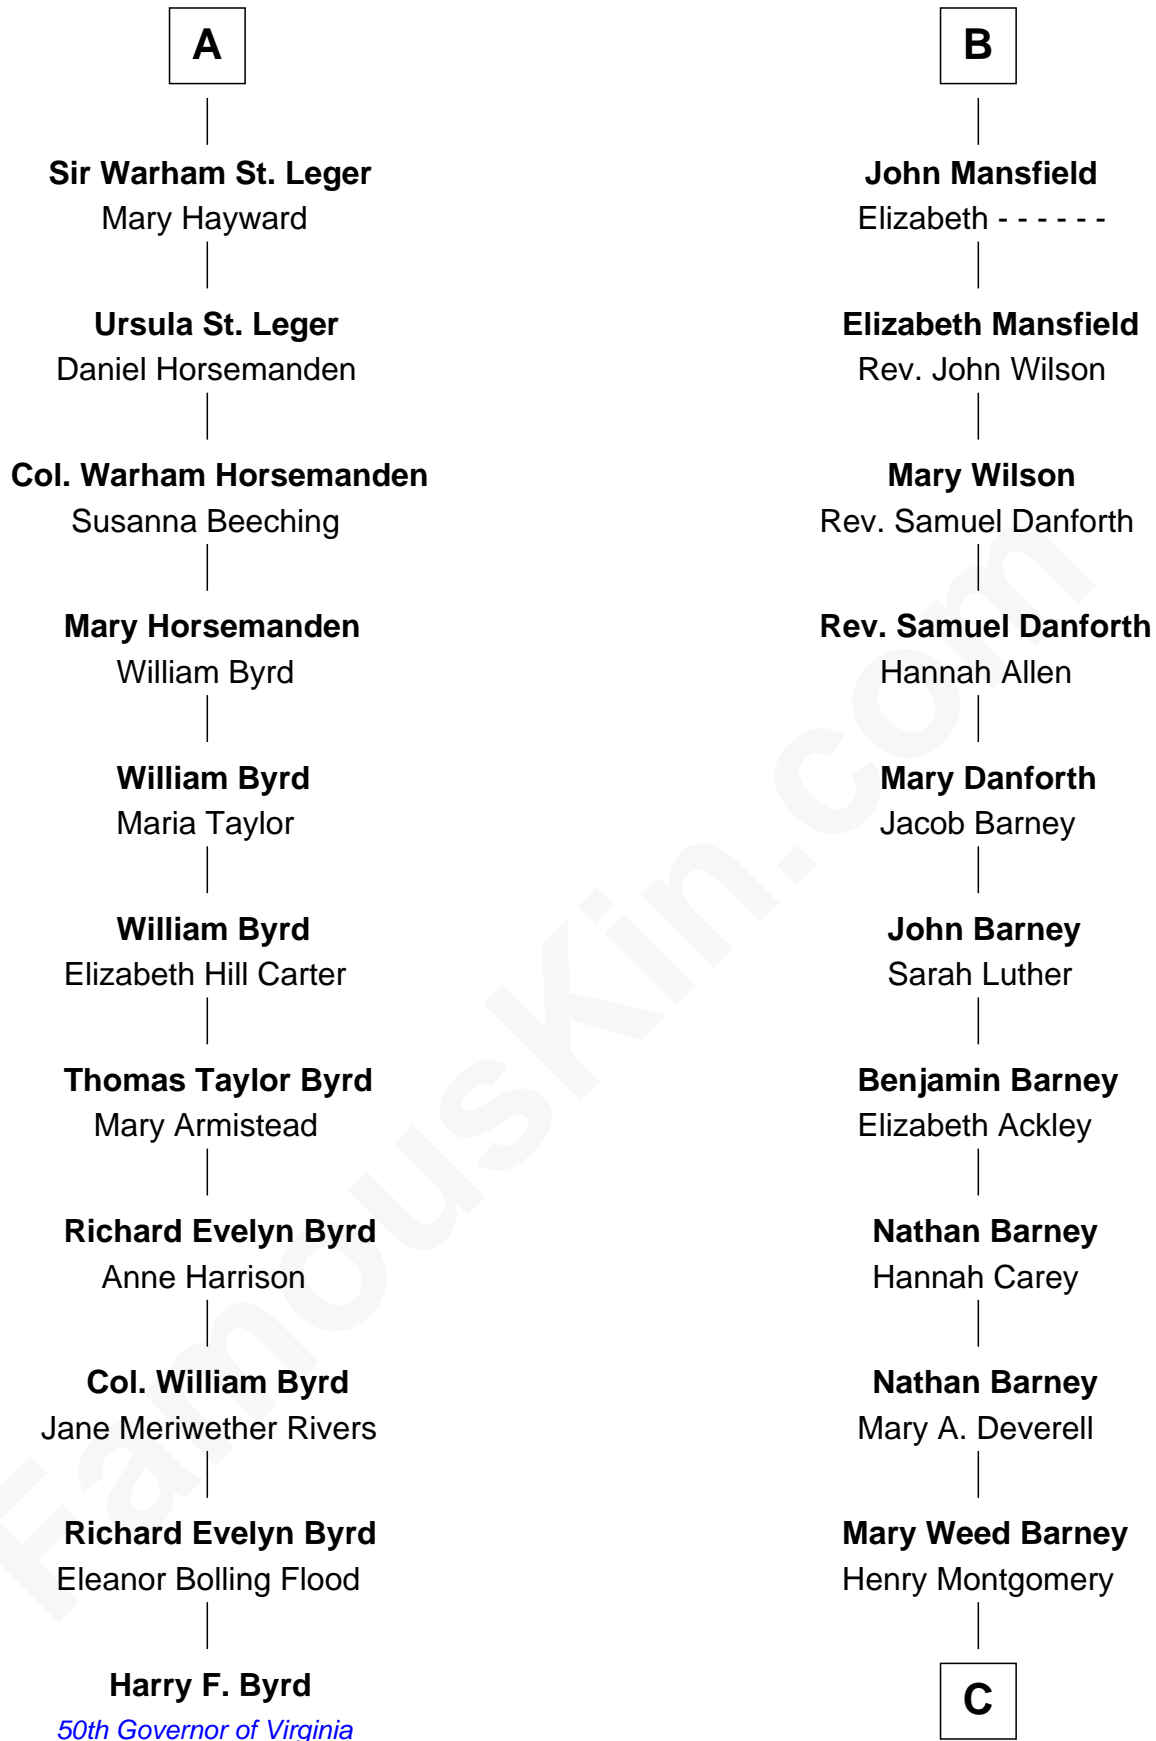 A
Sir Warham St. Leger
Mary Hayward
Ursula St. Leger
Daniel Horsemanden
Col. Warham Horsemanden
Susanna Beeching
Mary Horsemanden
William Byrd
William Byrd
Maria Taylor
William Byrd
Elizabeth Hill Carter
Thomas Taylor Byrd
Mary Armistead
Richard Evelyn Byrd
Anne Harrison
Col. William Byrd
Jane Meriwether Rivers
Richard Evelyn Byrd
Eleanor Bolling Flood
Harry F. Byrd
50th Governor of Virginia
B
John Mansfield
Elizabeth - - - - - -
Elizabeth Mansfield
Rev. John Wilson
Mary Wilson
Rev. Samuel Danforth
Rev. Samuel Danforth
Hannah Allen
Mary Danforth
Jacob Barney
John Barney
Sarah Luther
Benjamin Barney
Elizabeth Ackley
Nathan Barney
Hannah Carey
Nathan Barney
Mary A. Deverell
Mary Weed Barney
Henry Montgomery
C
FamousKin.com